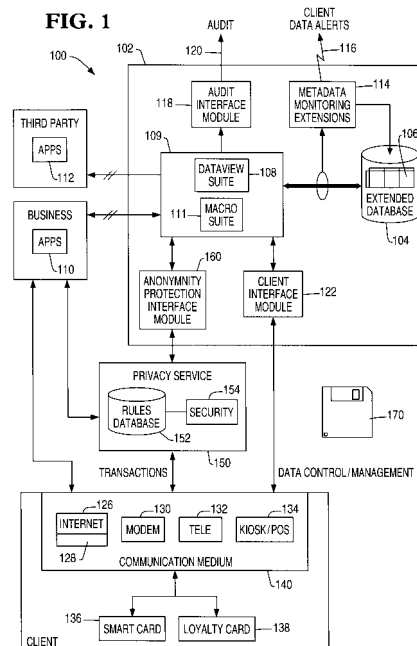 FIG. 1
100
AUDIT
120
CLIENT
DATA ALERTS
116
102
118
AUDIT
INTERFACE
MODULE
METADATA
MONITORING
EXTENSIONS
114
THIRD PARTY
APPS
112
109
DATAVIEW
SUITE
108
111
MACRO
SUITE
106
EXTENDED
DATABASE
104
BUSINESS
APPS
110
160
ANONYMNITY
PROTECTION
INTERFACE
MODULE
CLIENT
INTERFACE
MODULE
122
PRIVACY SERVICE
RULES
DATABASE
152
154
SECURITY
150
170
TRANSACTIONS
DATA CONTROL/MANAGEMENT
126
INTERNET
128
130
MODEM
132
TELE
134
KIOSK/POS
COMMUNICATION MEDIUM
140
136
SMART CARD
LOYALTY CARD
138
CLIENT